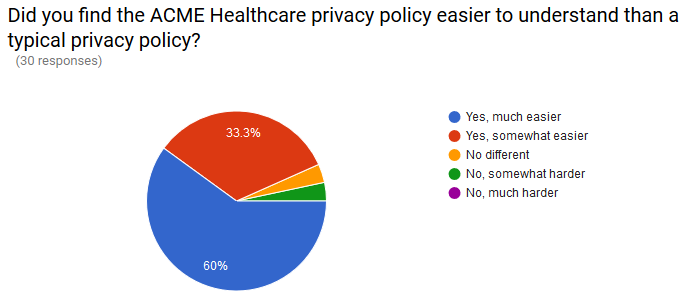 Did you find the ACME Healthcare privacy policy easier to understand than a
typical privacy policy?
(30 responses)
33.3%
60%
Yes, much easier
Yes, somewhat easier
No different
No, somewhat harder
No, much harder